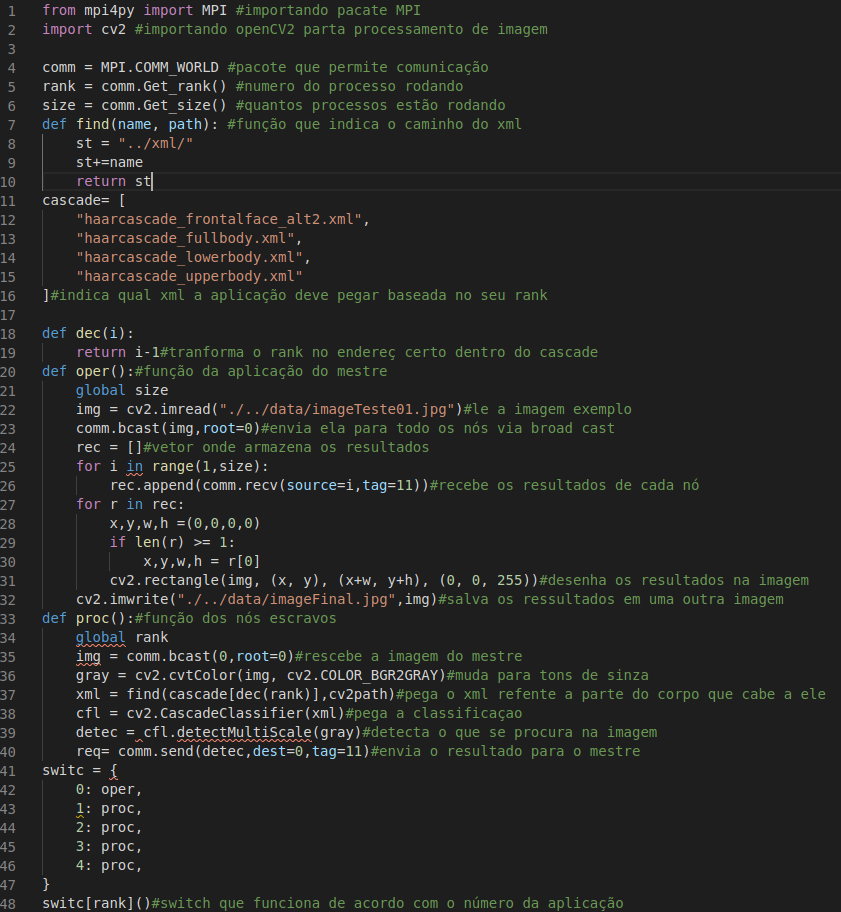 1 from mpi4py import MPI #importando pacate MPI
2 import cv2 #importando openCV2 parta processamento de imagem
3
4 comm = MPI.COMM_WORLD #pacote que permite comunicação
5 rank = comm.Get_rank() #numero do processo rodando
6 size = comm.Get_size() #quantos processos estão rodando
7 def find(name, path): #função que indica o caminho do xml
8     st = "../xml/"
9     st+=name
10     return st
11 cascade= [
12     "haarcascade_frontalface_alt2.xml",
13     "haarcascade_fullbody.xml",
14     "haarcascade_lowerbody.xml",
15     "haarcascade_upperbody.xml"
16 ]#indica qual xml a aplicação deve pegar baseada no seu rank
17
18 def dec(i):
19     return i-1#tranforma o rank no endereç certo dentro do cascade
20 def oper():#função da aplicação do mestre
21     global size
22     img = cv2.imread("./../data/imageTeste01.jpg")#le a imagem exemplo
23     comm.bcast(img,root=0)#envia ela para todo os nós via broad cast
24     rec = []#vetor onde armazena os resultados
25     for i in range(1,size):
26         rec.append(comm.recv(source=i,tag=11))#recebe os resultados de cada nó
27     for r in rec:
28         x,y,w,h =(0,0,0,0)
29         if len(r) >= 1:
30             x,y,w,h = r[0]
31         cv2.rectangle(img, (x, y), (x+w, y+h), (0, 0, 255))#desenha os resultados na imagem
32     cv2.imwrite("./../data/imageFinal.jpg",img)#salva os ressultados em uma outra imagem
33 def proc():#função dos nós escravos
34     global rank
35     img = comm.bcast(0,root=0)#rescebe a imagem do mestre
36     gray = cv2.cvtColor(img, cv2.COLOR_BGR2GRAY)#muda para tons de sinza
37     xml = find(cascade[dec(rank)],cv2path)#pega o xml refente a parte do corpo que cabe a ele
38     cfl = cv2.CascadeClassifier(xml)#pega a classificaçao
39     detec = cfl.detectMultiScale(gray)#detecta o que se procura na imagem
40     req= comm.send(detec,dest=0,tag=11)#envia o resultado para o mestre
41 switc = {
42     0: oper,
43     1: proc,
44     2: proc,
45     3: proc,
46     4: proc,
47 }
48 switc[rank]()#switch que funciona de acordo com o número da aplicação